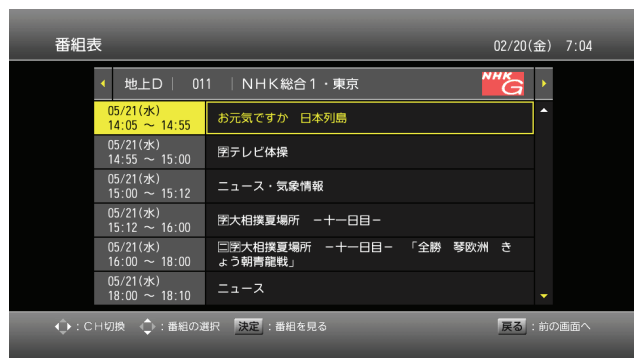 番組表
02/20(金) 7:04
地上D | 011 | NHK総合1・東京
NHK G
05/21(水)
14:05 ～ 14:55
お元気ですか 日本列島
05/21(水)
14:55 ～ 15:00
🈑テレビ体操
05/21(水)
15:00 ～ 15:12
ニュース・気象情報
05/21(水)
15:12 ～ 16:00
🈑大相撲夏場所 －十一日目－
05/21(水)
16:00 ～ 18:00
🈔🈑大相撲夏場所 －十一日目－ 「全勝 琴欧洲 き
ょう朝青龍戦」
05/21(水)
18:00 ～ 18:10
ニュース
：CH切換 ：番組の選択 決定：番組を見る 戻る：前の画面へ